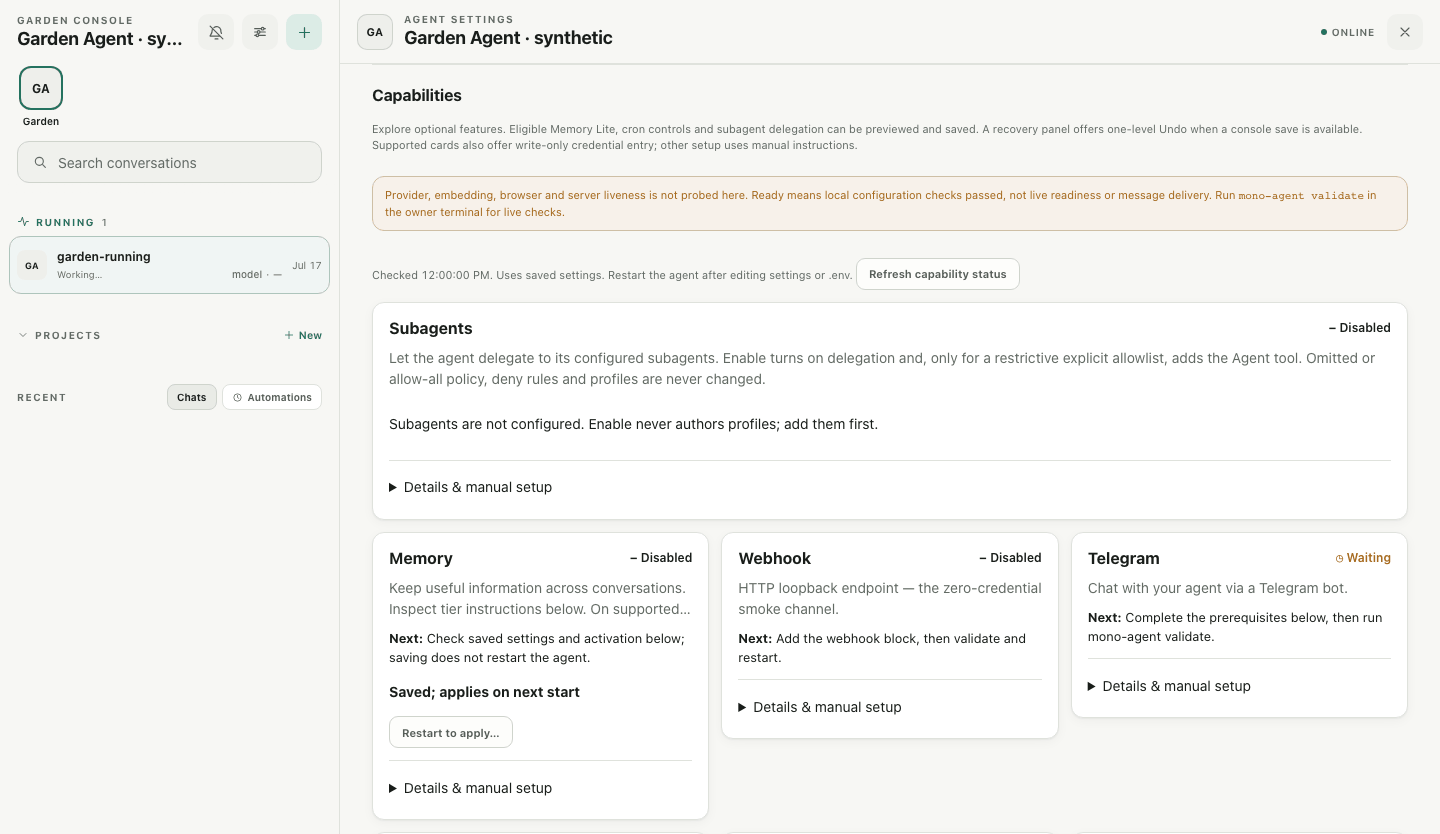 GARDEN CONSOLE
Garden Agent · sy...
GA
Garden
Search conversations
RUNNING 1
GA
garden-running
Working...
model · —
Jul 17
PROJECTS
+ New
RECENT
Chats
Automations
GA
AGENT SETTINGS
Garden Agent · synthetic
ONLINE
Capabilities
Explore optional features. Eligible Memory Lite, cron controls and subagent delegation can be previewed and saved. A recovery panel offers one-level Undo when a console save is available.
Supported cards also offer write-only credential entry; other setup uses manual instructions.
Provider, embedding, browser and server liveness is not probed here. Ready means local configuration checks passed, not live readiness or message delivery. Run mono-agent validate in
the owner terminal for live checks.
Checked 12:00:00 PM. Uses saved settings. Restart the agent after editing settings or .env.
Refresh capability status
Subagents
– Disabled
Let the agent delegate to its configured subagents. Enable turns on delegation and, only for a restrictive explicit allowlist, adds the Agent tool. Omitted or
allow-all policy, deny rules and profiles are never changed.
Subagents are not configured. Enable never authors profiles; add them first.
Details & manual setup
Memory
– Disabled
Keep useful information across conversations.
Inspect tier instructions below. On supported...
Next: Check saved settings and activation below;
saving does not restart the agent.
Saved; applies on next start
Restart to apply...
Details & manual setup
Webhook
– Disabled
HTTP loopback endpoint — the zero-credential
smoke channel.
Next: Add the webhook block, then validate and
restart.
Details & manual setup
Telegram
Waiting
Chat with your agent via a Telegram bot.
Next: Complete the prerequisites below, then run
mono-agent validate.
Details & manual setup